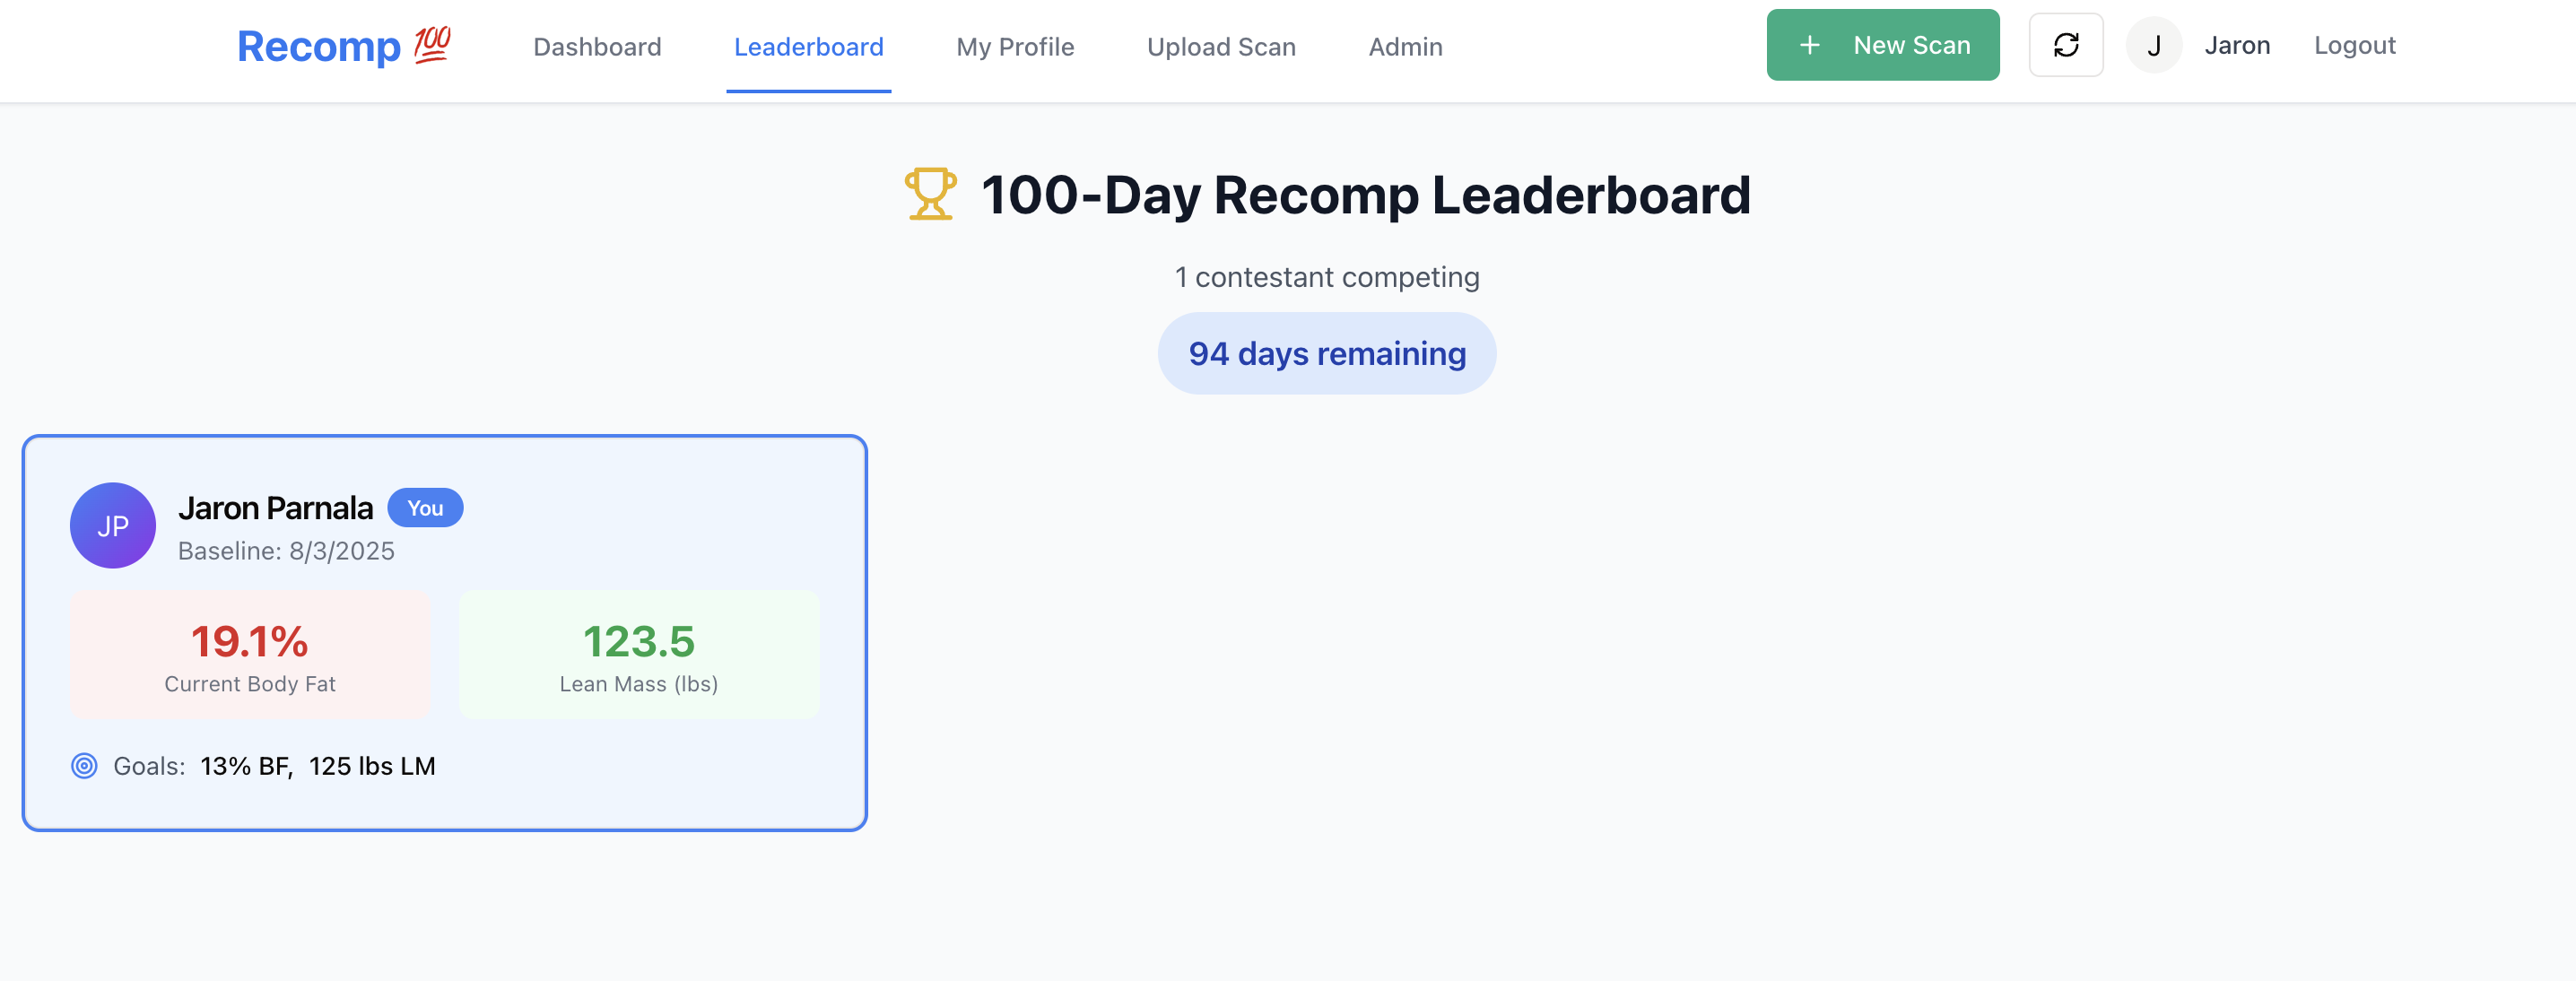 Recomp 💯 Dashboard Leaderboard My Profile Upload Scan Admin + New Scan J Jaron Logout
100-Day Recomp Leaderboard
1 contestant competing
94 days remaining
JP Jaron Parnala You
Baseline: 8/3/2025
19.1% 123.5
Current Body Fat Lean Mass (lbs)
Goals: 13% BF, 125 lbs LM